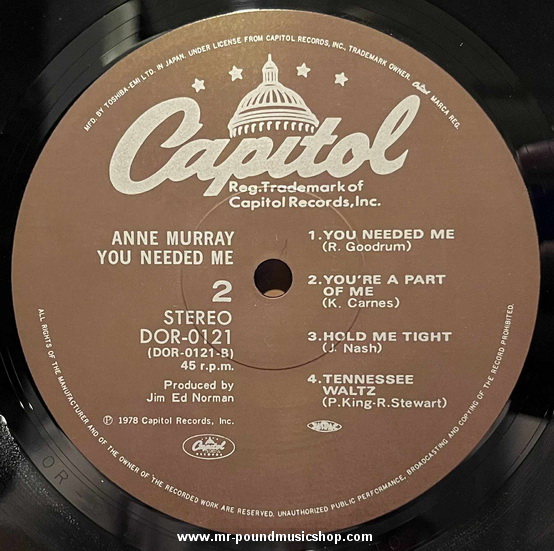 MFD. BY TOSHIBA-EMI LTD. IN JAPAN. UNDER LICENSE FROM CAPITOL RECORDS, INC., TRADEMARK OWNER. Capitol MARCA REG.
Capitol
Reg. Trademark of
Capitol Records, Inc.
ANNE MURRAY
YOU NEEDED ME
2
STEREO
DOR-0121
(DOR-0121-B)
45 r.p.m.
Produced by
Jim Ed Norman
Ⓟ 1978 Capitol Records, Inc.
Capitol
1. YOU NEEDED ME
(R. Goodrum)
2. YOU'RE A PART
OF ME
(K. Carnes)
3. HOLD ME TIGHT
(J. Nash)
4. TENNESSEE
WALTZ
(P.King-R.Stewart)
ALL RIGHTS OF THE MANUFACTURER AND OF THE OWNER OF THE RECORDED WORK ARE RESERVED. UNAUTHORIZED PUBLIC PERFORMANCE, BROADCASTING AND COPYING OF THE RECORD PROHIBITED.
www.mr-poundmusicshop.com